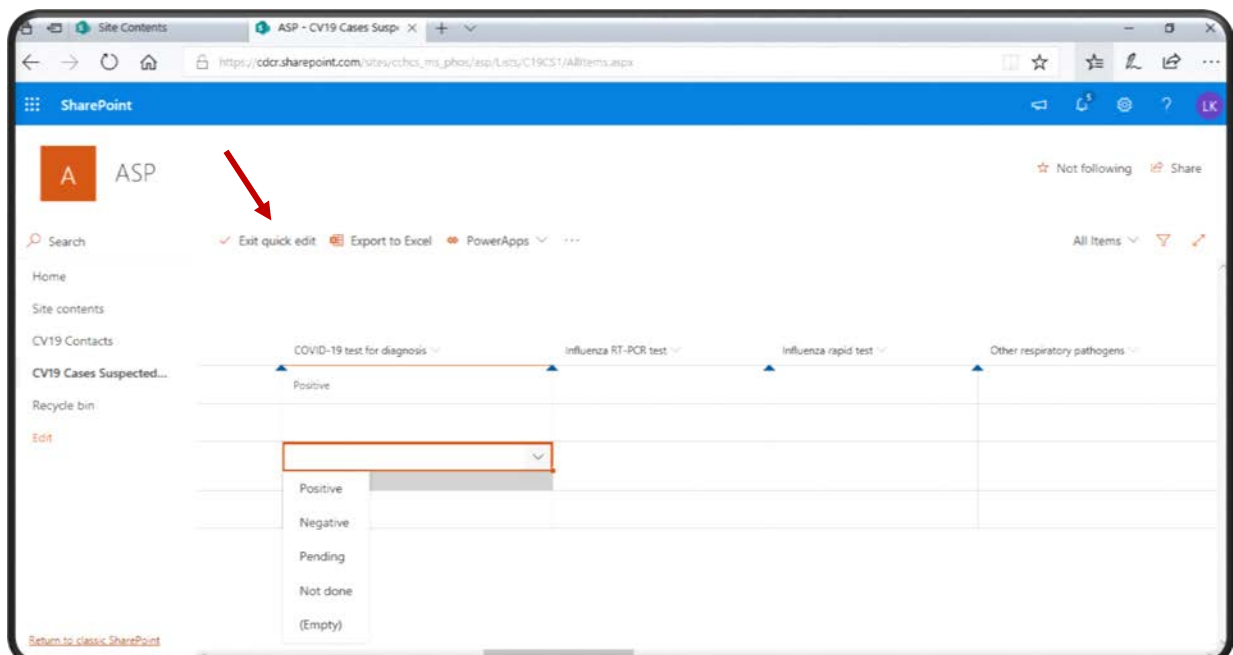 Site Contents
ASP - CV19 Cases Susp
https://cdcr.sharepoint.com/sites/cchcs_ms_phos/asp/Lists/C19CS1/AllItems.aspx
SharePoint
5
LK
A
ASP
Not following
Share
Search
Exit quick edit
Export to Excel
PowerApps
···
All Items
Home
Site contents
CV19 Contacts
CV19 Cases Suspected...
Recycle bin
Edit
COVID-19 test for diagnosis
Influenza RT-PCR test
Influenza rapid test
Other respiratory pathogens
Positive
Positive
Negative
Pending
Not done
(Empty)
Return to classic SharePoint